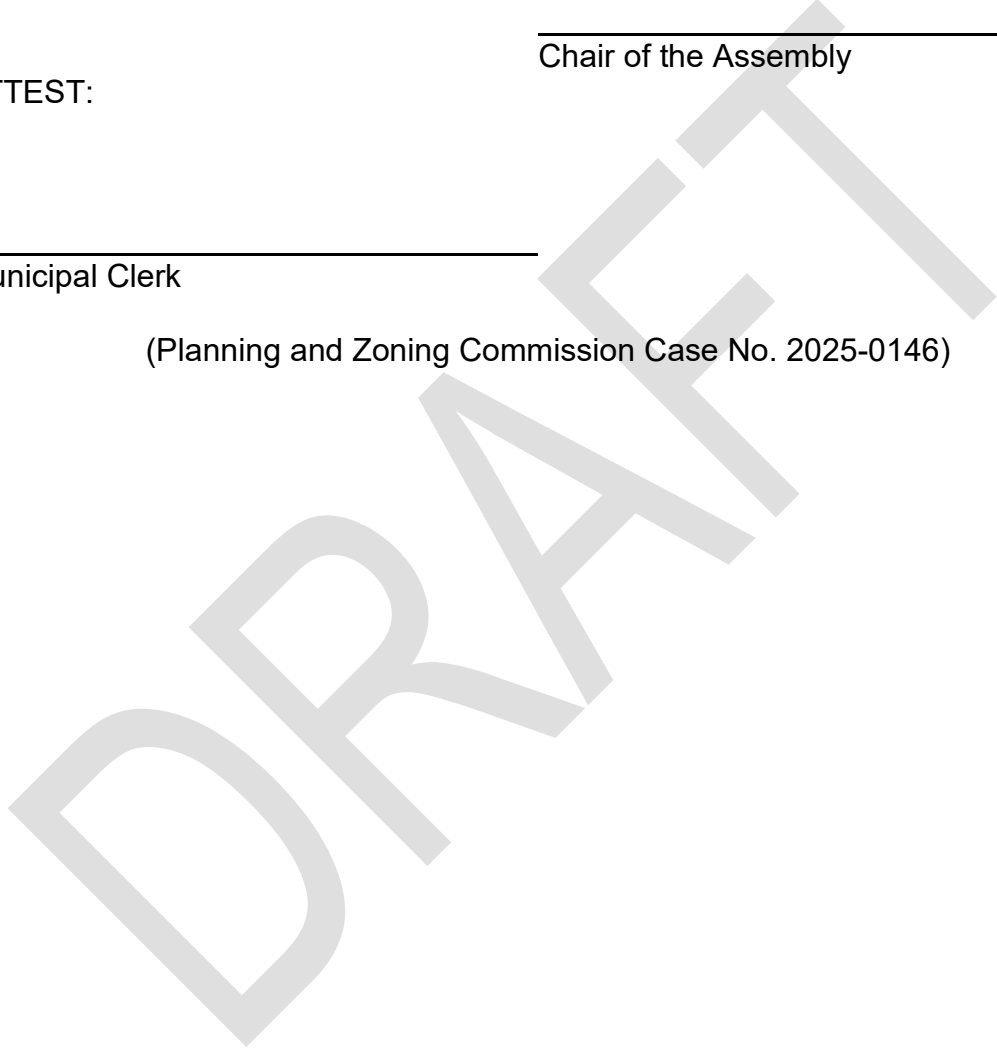 Chair of the Assembly
TTEST:
unicipal Clerk
(Planning and Zoning Commission Case No. 2025-0146)
DRAFT